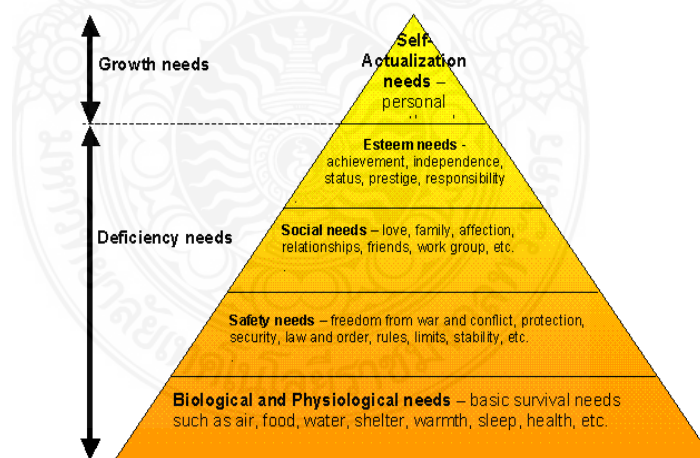 Growth needs
Self-
Actualization
needs –
personal
Esteem needs -
achievement, independence,
status, prestige, responsibility
Deficiency needs
Social needs – love, family, affection,
relationships, friends, work group, etc.
Safety needs – freedom from war and conflict, protection,
security, law and order, rules, limits, stability, etc.
Biological and Physiological needs – basic survival needs
such as air, food, water, shelter, warmth, sleep, health, etc.